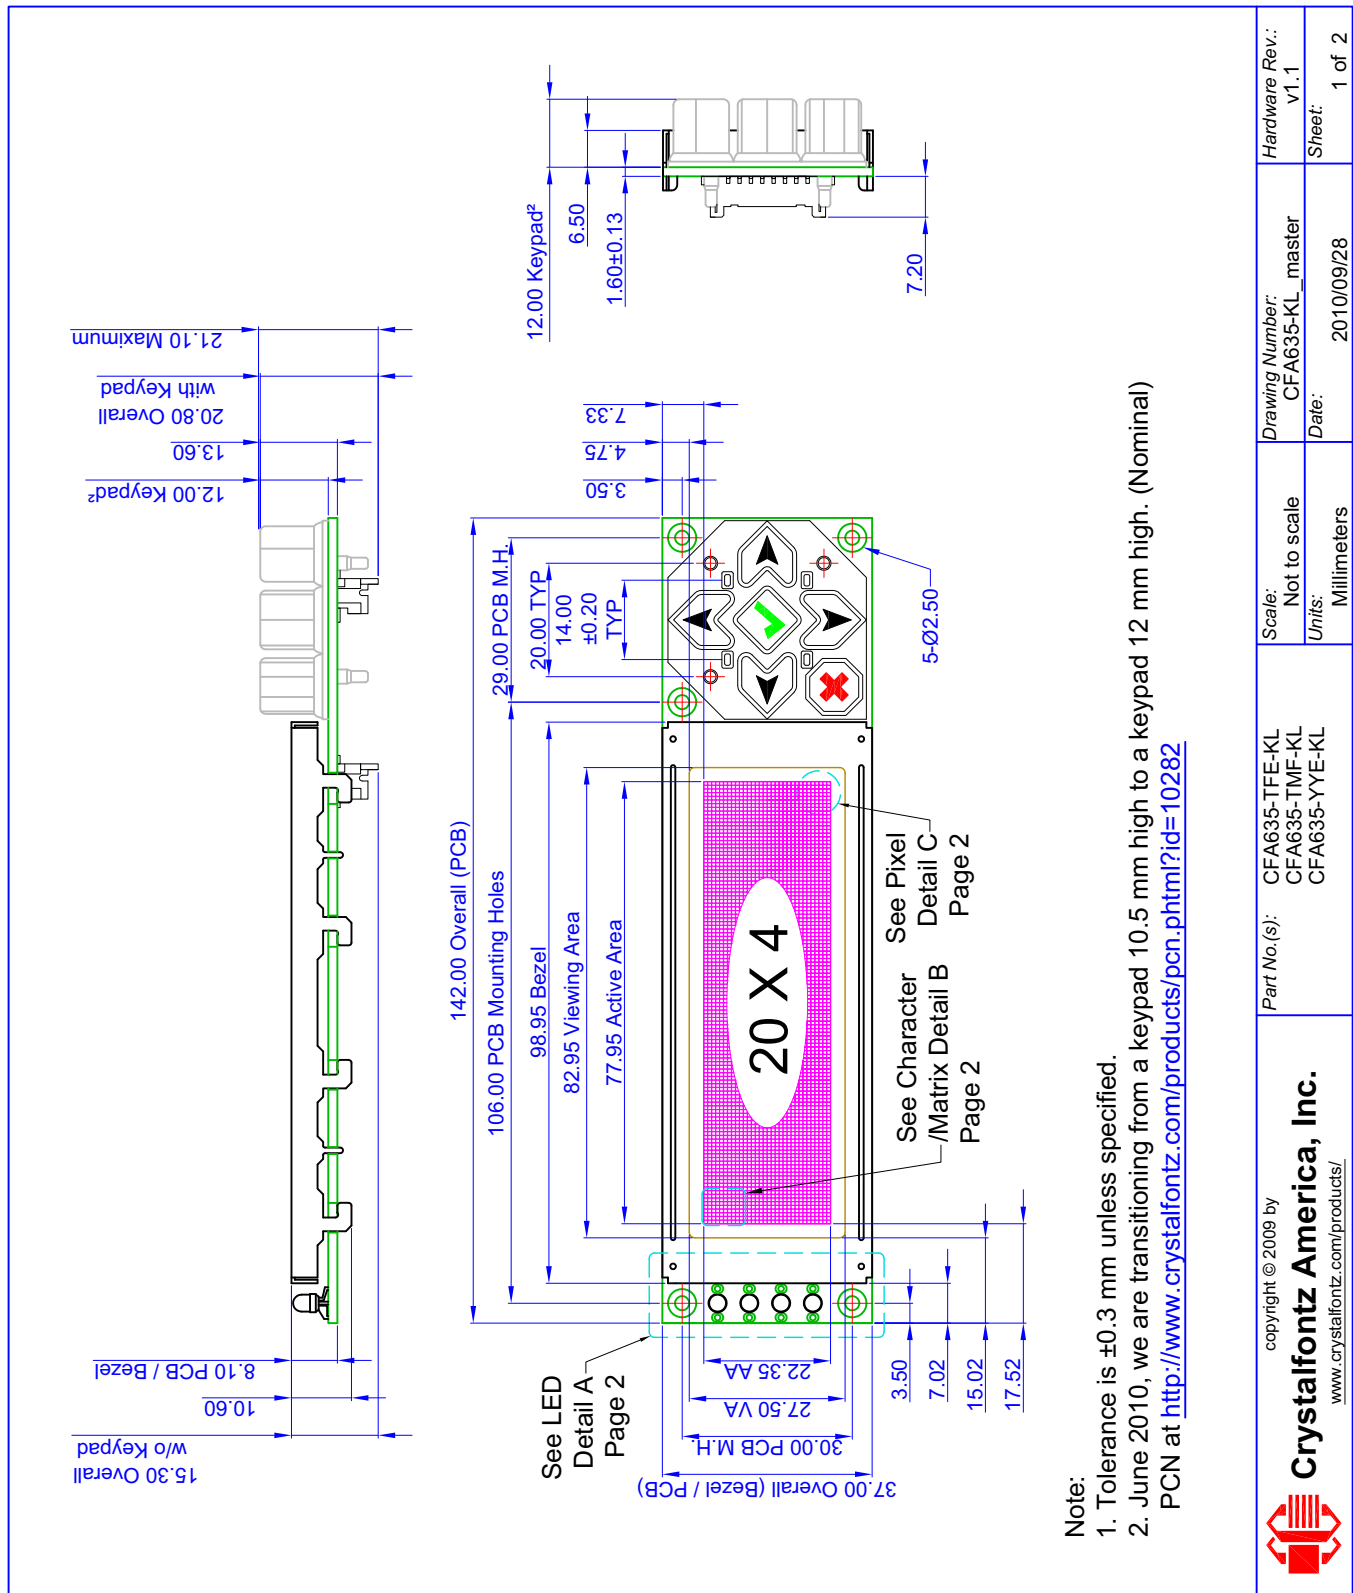 15.30 Overall
w/o Keypad
10.60
8.10 PCB / Bezel
12.00 Keypad²
13.60
20.80 Overall
with Keypad
21.10 Maximum
12.00 Keypad²
6.50
1.60±0.13
7.20
142.00 Overall (PCB)
106.00 PCB Mounting Holes
29.00 PCB M.H.
98.95 Bezel
20.00 TYP
82.95 Viewing Area
14.00
±0.20
TYP
77.95 Active Area
3.50
4.75
7.33
20 X 4
See LED
Detail A
Page 2
37.00 Overall (Bezel / PCB)
30.00 PCB M.H.
27.50 VA
22.35 AA
3.50
7.02
15.02
17.52
See Character
/Matrix Detail B
Page 2
See Pixel
Detail C
Page 2
5-Ø2.50
Note:
1. Tolerance is ±0.3 mm unless specified.
2. June 2010, we are transitioning from a keypad 10.5 mm high to a keypad 12 mm high. (Nominal)
PCN at http://www.crystalfontz.com/products/pcn.phtml?id=10282
copyright © 2009 by
Crystalfontz America, Inc.
www.crystalfontz.com/products/
Part No.(s):
CFA635-TFE-KL
CFA635-TMF-KL
CFA635-YYE-KL
Scale:
Not to scale
Units:
Millimeters
Drawing Number:
CFA635-KL_master
Date:
2010/09/28
Hardware Rev.:
v1.1
Sheet:
1 of 2